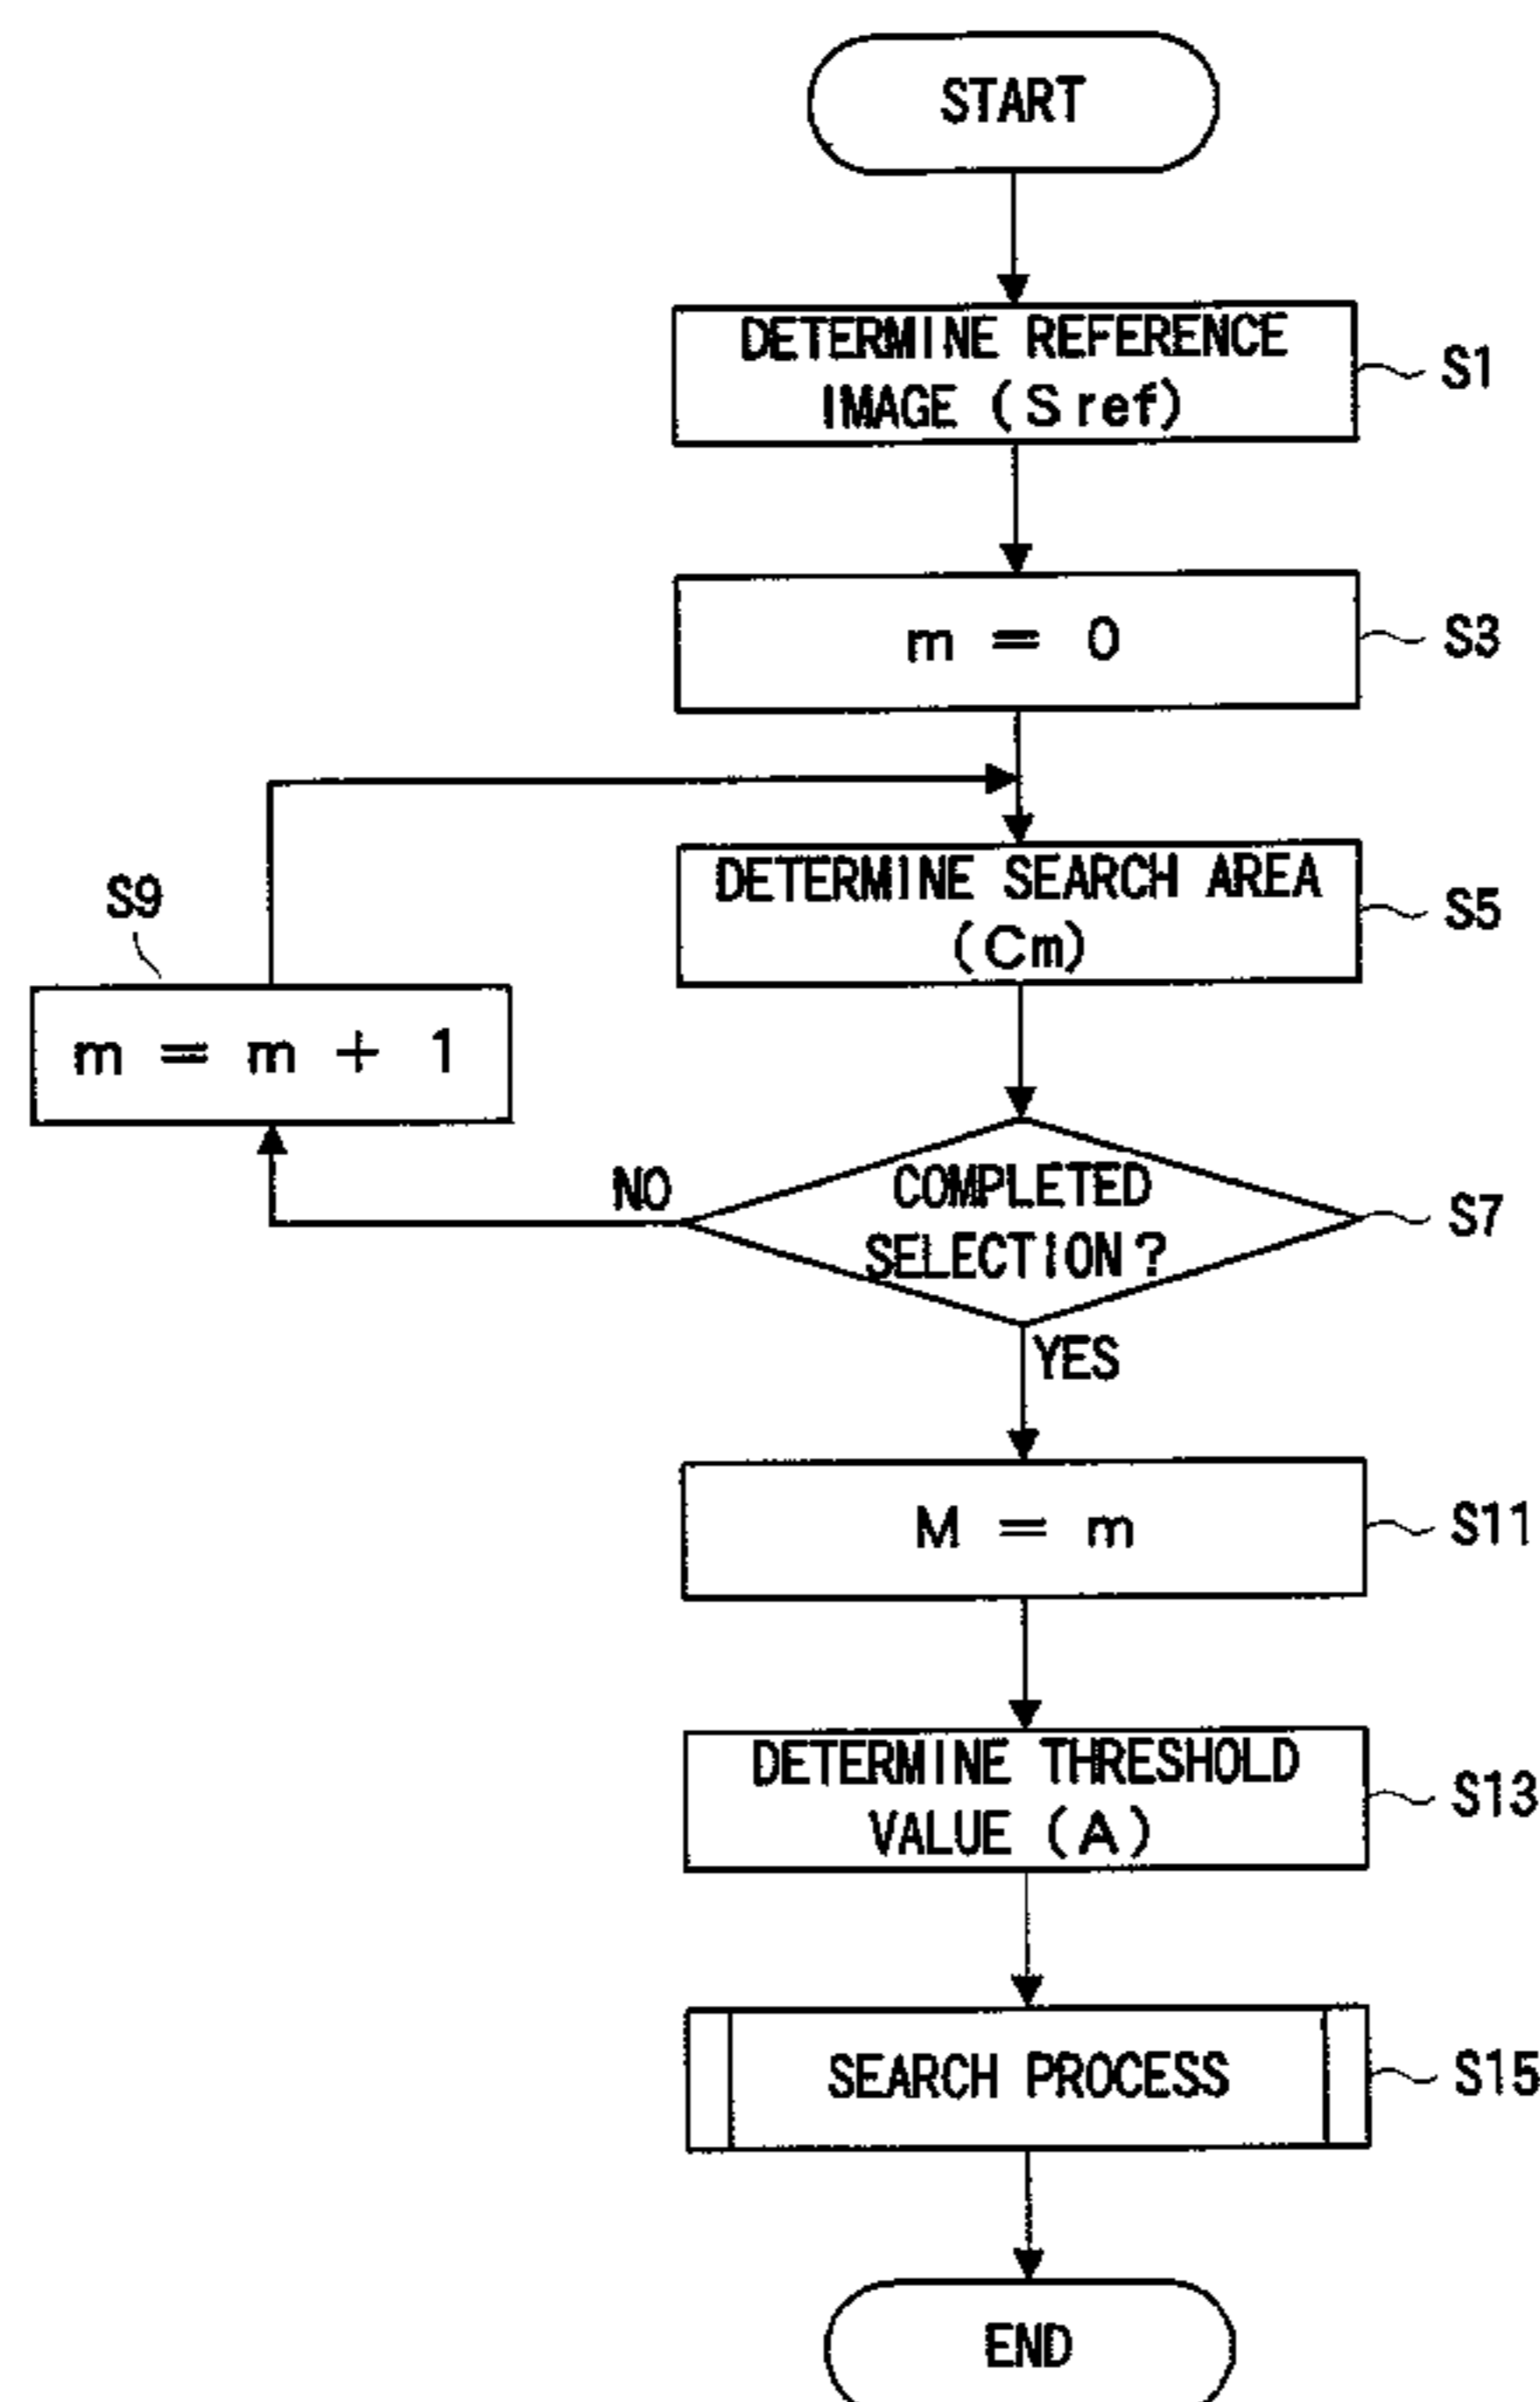 START
DETERMINE REFERENCE
IMAGE (Sref)
S1
m = 0
S3
DETERMINE SEARCH AREA
(Cm)
S5
S9
m = m + 1
COMPLETED
SELECTION?
S7
NO
YES
M = m
S11
DETERMINE THRESHOLD
VALUE (A)
S13
SEARCH PROCESS
S15
END